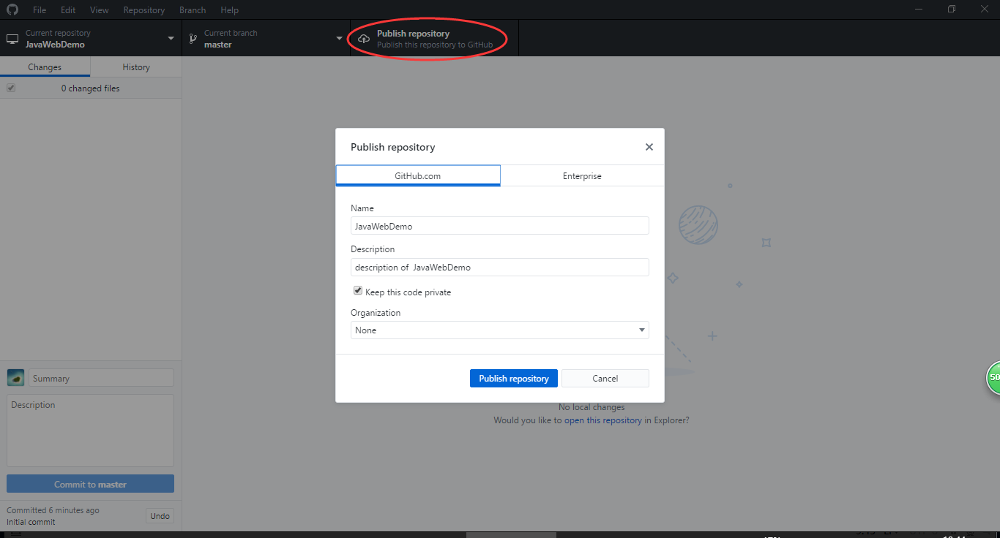 File Edit View Repository Branch Help
Current repository
JavaWebDemo
Current branch
master
Publish repository
Publish this repository to GitHub
Changes History
0 changed files
Publish repository
GitHub.com Enterprise
Name
JavaWebDemo
Description
description of JavaWebDemo
Keep this code private
Organization
None
Publish repository Cancel
No local changes
Would you like to open this repository in Explorer?
Summary
Description
Commit to master
Committed 6 minutes ago
Initial commit
Undo
50